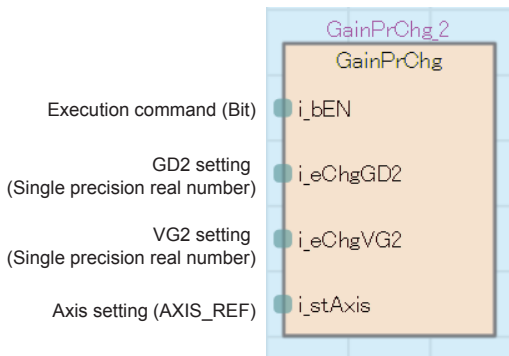 GainPrChg_2
GainPrChg
Execution command (Bit)
i_bEN
GD2 setting
(Single precision real number)
i_eChgGD2
VG2 setting
(Single precision real number)
i_eChgVG2
Axis setting (AXIS_REF)
i_stAxis